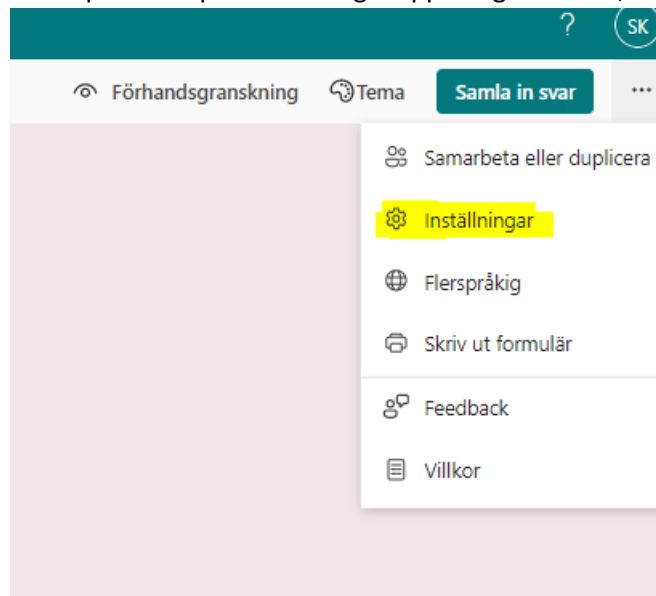 ?
SK
Förhandsgranskning Tema Samla in svar ...
Samarbeta eller duplicera
Inställningar
Flerspråkig
Skriv ut formulär
Feedback
Villkor